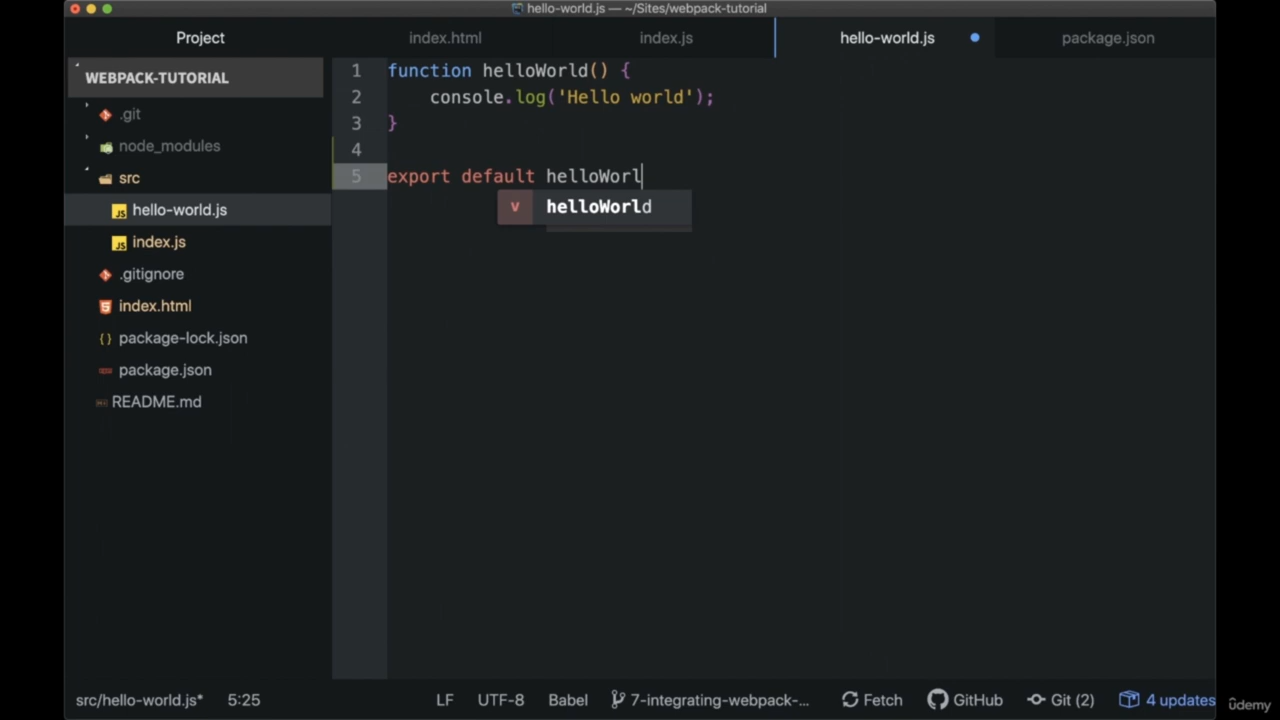 hello-world.js — ~/Sites/webpack-tutorial
Project
index.html
index.js
hello-world.js
package.json
WEBPACK-TUTORIAL
.git
node_modules
src
hello-world.js
index.js
.gitignore
index.html
package-lock.json
package.json
README.md
1 function helloWorld() {
2 console.log('Hello world');
3 }
4
5 export default helloWorl
v helloWorld
src/hello-world.js* 5:25 LF UTF-8 Babel 7-integrating-webpack-... Fetch GitHub Git (2) 4 updates
ûdemy